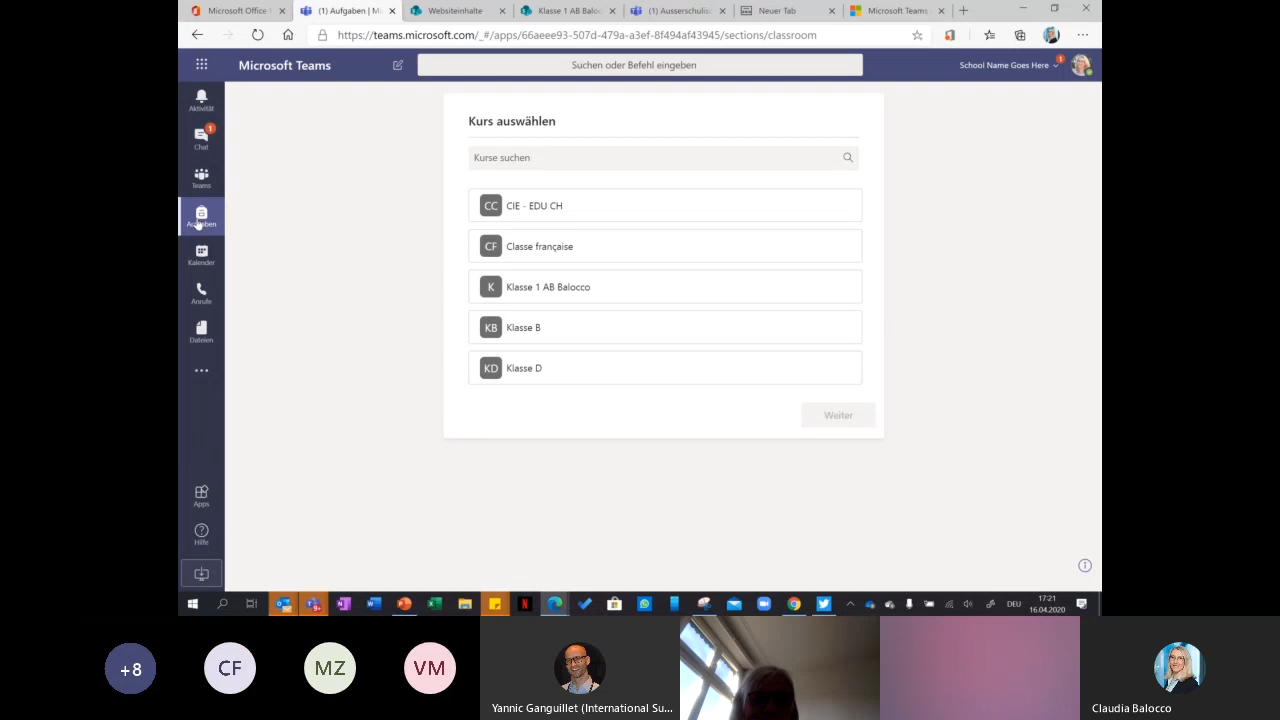 Microsoft Office
(1) Aufgaben | Mi
Websiteinhalte
Klasse 1 AB Baloc
(1) Ausserschulisc
Neuer Tab
Microsoft Teams
https://teams.microsoft.com/_#/apps/66aeee93-507d-479a-a3ef-8f494af43945/sections/classroom
Microsoft Teams
Suchen oder Befehl eingeben
School Name Goes Here
1
Aktivität
1
Chat
Teams
Aufgaben
Kalender
Anrufe
Dateien
Apps
Hilfe
Kurs auswählen
Kurse suchen
CC CIE - EDU CH
CF Classe française
K Klasse 1 AB Balocco
KB Klasse B
KD Klasse D
Weiter
9+
DEU
17:21
16.04.2020
+8
CF
MZ
VM
Yannic Ganguillet (International Su...
Claudia Balocco